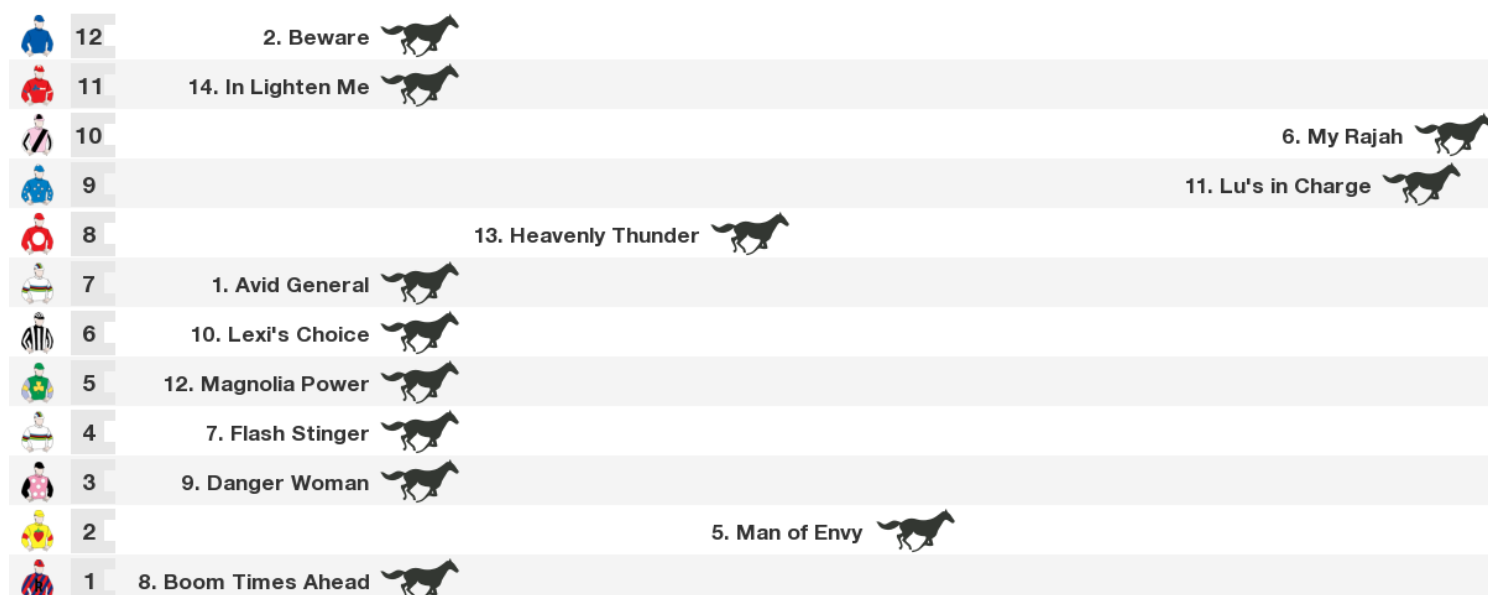 12 2. Beware
11 14. In Lighten Me
10 6. My Rajah
9 11. Lu's in Charge
8 13. Heavenly Thunder
7 1. Avid General
6 10. Lexi's Choice
5 12. Magnolia Power
4 7. Flash Stinger
3 9. Danger Woman
2 5. Man of Envy
1 8. Boom Times Ahead